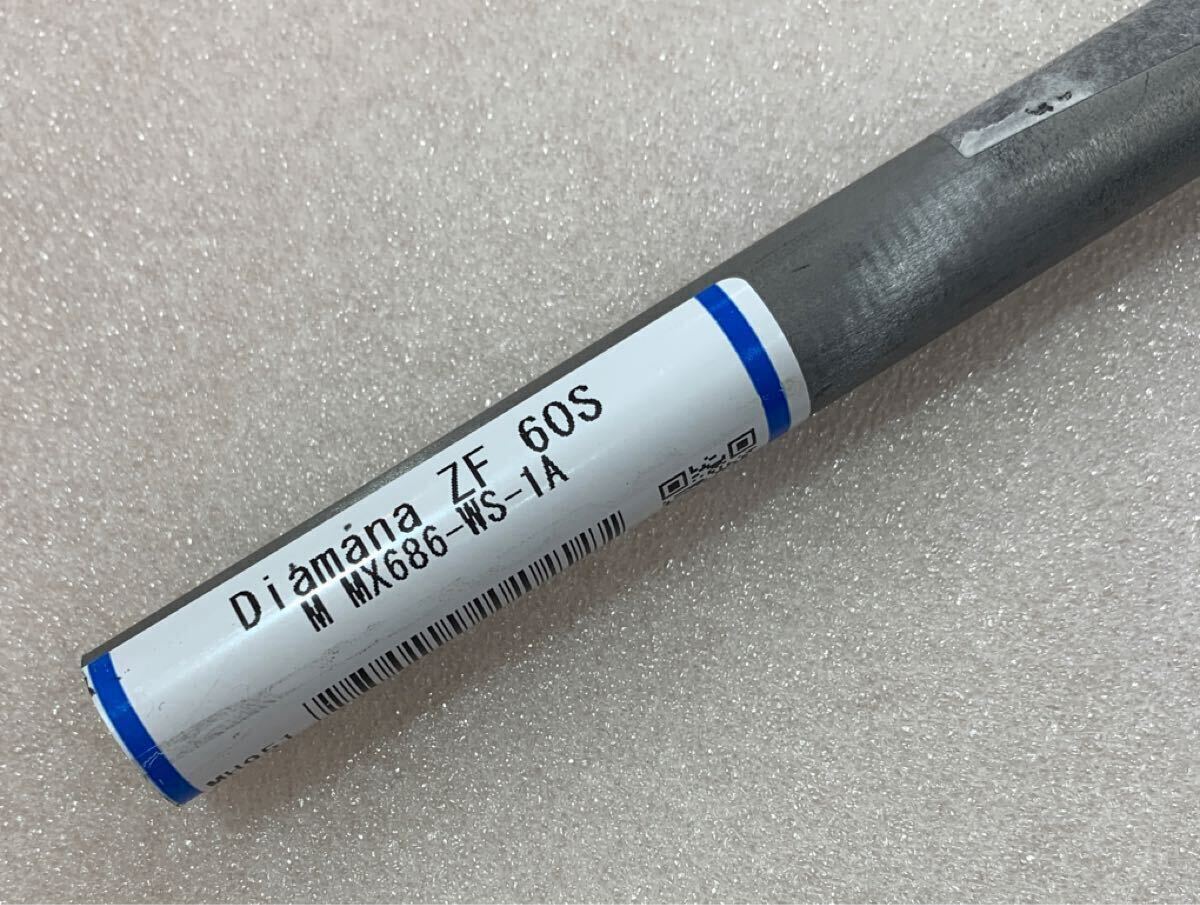 Diamana ZF 60S
M MX686-WS-1A